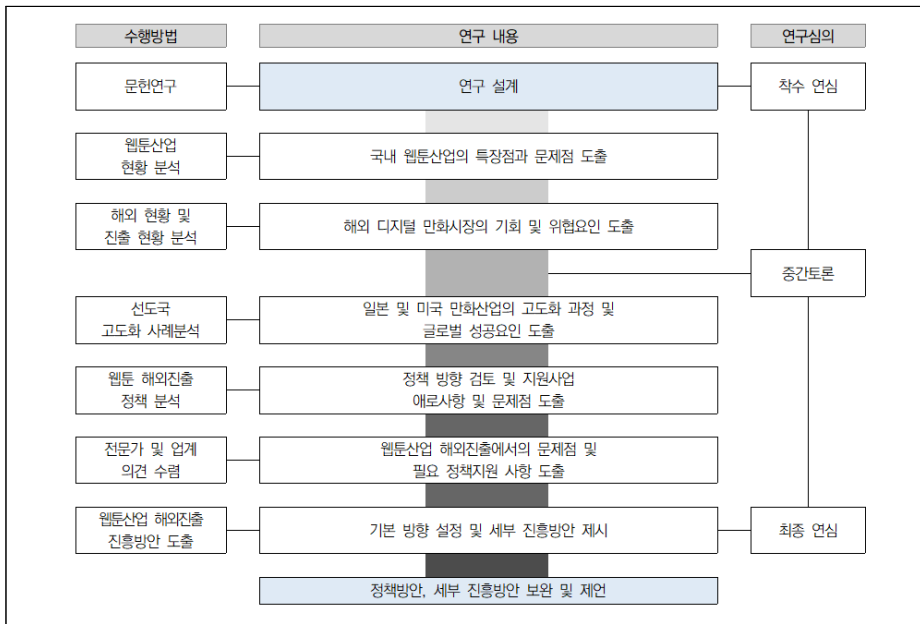 수행방법
연구 내용
연구심의
문헌연구
연구 설계
착수 연심
웹툰산업
현황 분석
국내 웹툰산업의 특장점과 문제점 도출
해외 현황 및
진출 현황 분석
해외 디지털 만화시장의 기회 및 위협요인 도출
중간토론
선도국
고도화 사례분석
일본 및 미국 만화산업의 고도화 과정 및
글로벌 성공요인 도출
웹툰 해외진출
정책 분석
정책 방향 검토 및 지원사업
애로사항 및 문제점 도출
전문가 및 업계
의견 수렴
웹툰산업 해외진출에서의 문제점 및
필요 정책지원 사항 도출
웹툰산업 해외진출
진흥방안 도출
기본 방향 설정 및 세부 진흥방안 제시
최종 연심
정책방안, 세부 진흥방안 보완 및 제언